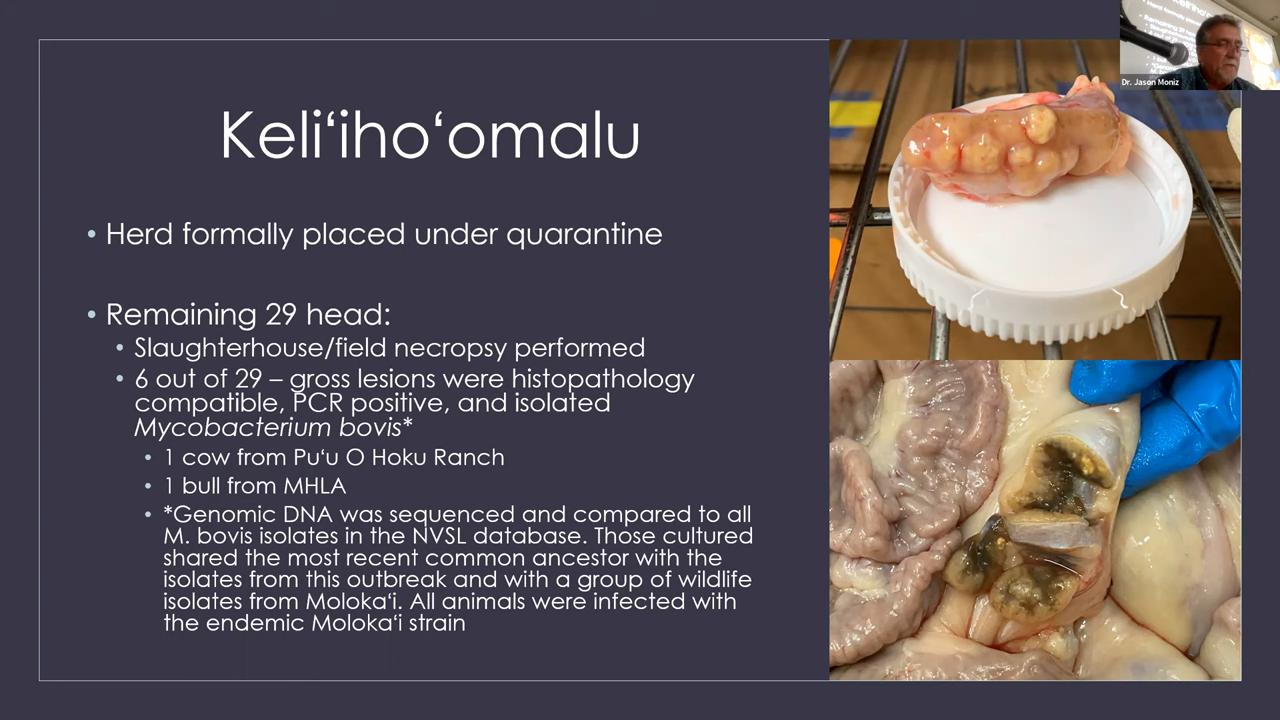 Keliʻihoʻomalu
• Herd formally placed under quarantine
• Remaining 29 head:
• Slaughterhouse/field necropsy performed
• 6 out of 29 – gross lesions were histopathology
compatible, PCR positive, and isolated
Mycobacterium bovis*
• 1 cow from Puʻu O Hoku Ranch
• 1 bull from MHLA
• *Genomic DNA was sequenced and compared to all
M. bovis isolates in the NVSL database. Those cultured
shared the most recent common ancestor with the
isolates from this outbreak and with a group of wildlife
isolates from Molokaʻi. All animals were infected with
the endemic Molokaʻi strain
Dr. Jason Moniz